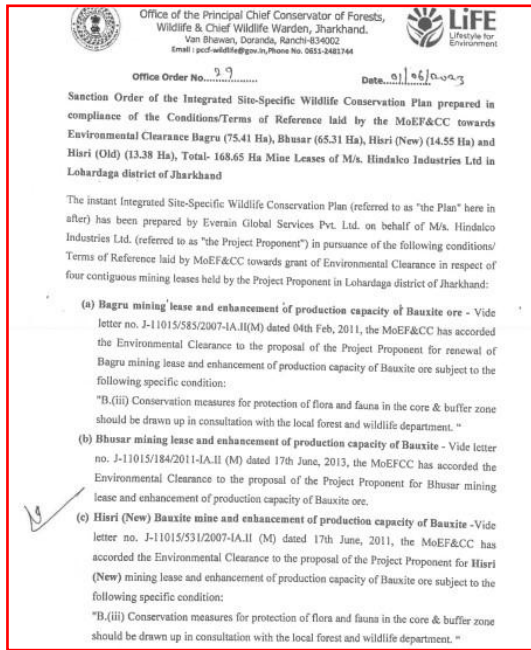 Office of the Principal Chief Conservator of Forests,
Wildlife & Chief Wildlife Warden, Jharkhand.
Van Bhawan, Doranda, Ranchi-834002
Email : pccf-wildlife@gov.in,Phone No. 0651-2481744
LiFE
Lifestyle for
Environment
Office Order No. 29
Date 01/06/2023
Sanction Order of the Integrated Site-Specific Wildlife Conservation Plan prepared in
compliance of the Conditions/Terms of Reference laid by the MoEF&CC towards
Environmental Clearance Bagru (75.41 Ha), Bhusar (65.31 Ha), Hisri (New) (14.55 Ha) and
Hisri (Old) (13.38 Ha), Total- 168.65 Ha Mine Leases of M/s. Hindalco Industries Ltd in
Lohardaga district of Jharkhand
The instant Integrated Site-Specific Wildlife Conservation Plan (referred to as "the Plan" here in
after) has been prepared by Everain Global Services Pvt. Ltd. on behalf of M/s. Hindalco
Industries Ltd. (referred to as "the Project Proponent") in pursuance of the following conditions/
Terms of Reference laid by MoEF&CC towards grant of Environmental Clearance in respect of
four contiguous mining leases held by the Project Proponent in Lohardaga district of Jharkhand:
(a) Bagru mining lease and enhancement of production capacity of Bauxite ore - Vide
letter no. J-11015/585/2007-IA.II(M) dated 04th Feb, 2011, the MoEF&CC has accorded
the Environmental Clearance to the proposal of the Project Proponent for renewal of
Bagru mining lease and enhancement of production capacity of Bauxite ore subject to the
following specific condition:
"B.(iii) Conservation measures for protection of flora and fauna in the core & buffer zone
should be drawn up in consultation with the local forest and wildlife department. "
(b) Bhusar mining lease and enhancement of production capacity of Bauxite - Vide letter
no. J-11015/184/2011-IA.II (M) dated 17th June, 2013, the MoEFCC has accorded the
Environmental Clearance to the proposal of the Project Proponent for Bhusar mining
lease and enhancement of production capacity of Bauxite ore.
(c) Hisri (New) Bauxite mine and enhancement of production capacity of Bauxite -Vide
letter no. J-11015/531/2007-IA.II (M) dated 17th June, 2011, the MoEF&CC has
accorded the Environmental Clearance to the proposal of the Project Proponent for Hisri
(New) mining lease and enhancement of production capacity of Bauxite ore subject to the
following specific condition:
"B.(iii) Conservation measures for protection of flora and fauna in the core & buffer zone
should be drawn up in consultation with the local forest and wildlife department. "